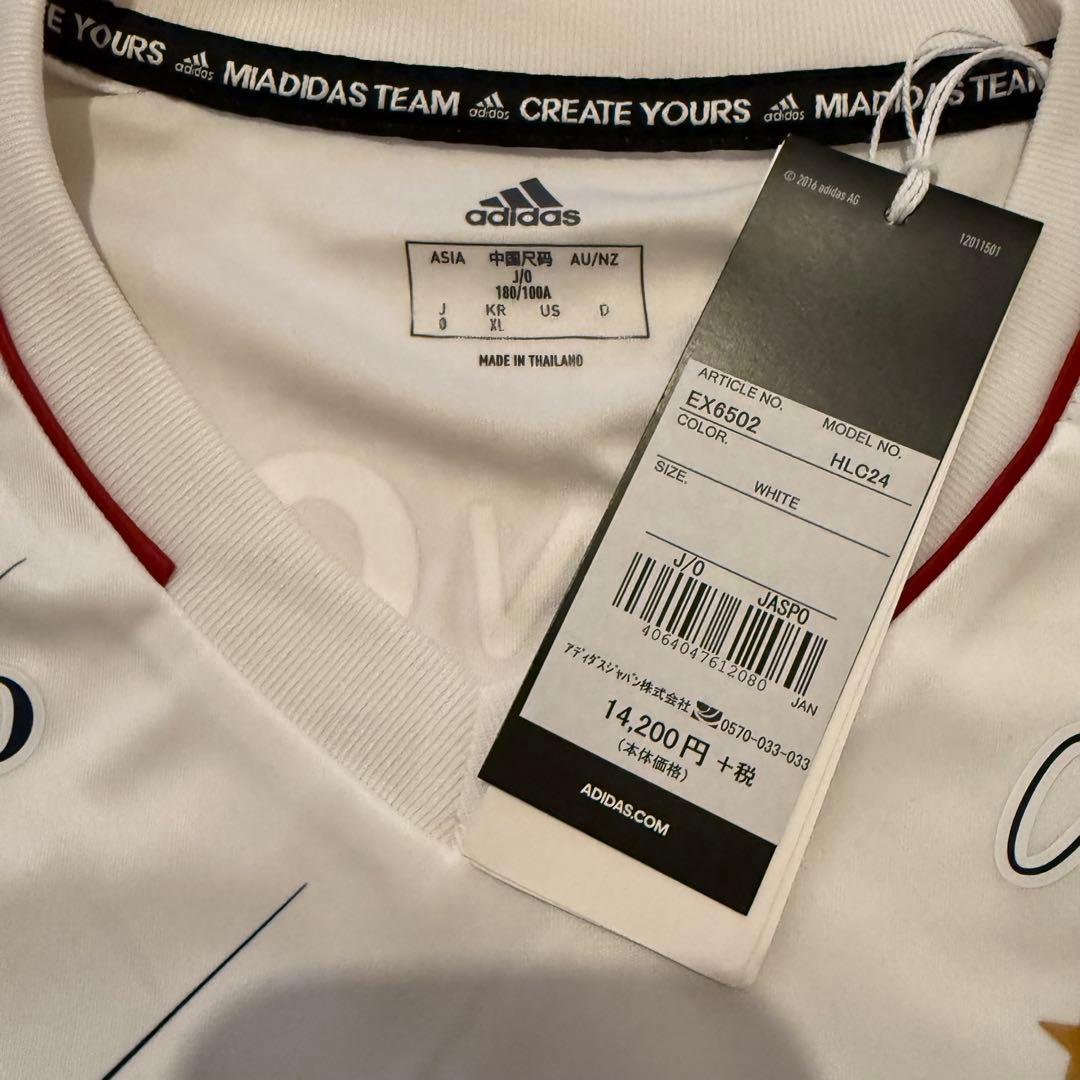 E YOURS adidas MIADIDAS TEAM adidas CREATE YOURS adidas MIADIDAS TEAM
adidas
ASIA 中国尺码 AU/NZ
J/O
180/100A
J KR US D
O XL
MADE IN THAILAND
© 2016 adidas AG
12011501
ARTICLE NO. MODEL NO.
EX6502 HLC24
COLOR.
WHITE
SIZE.
J/O JASPO
4064047612080
JAN
アディダスジャパン株式会社 0570-033-033
14,200円 +税
(本体価格)
ADIDAS.COM